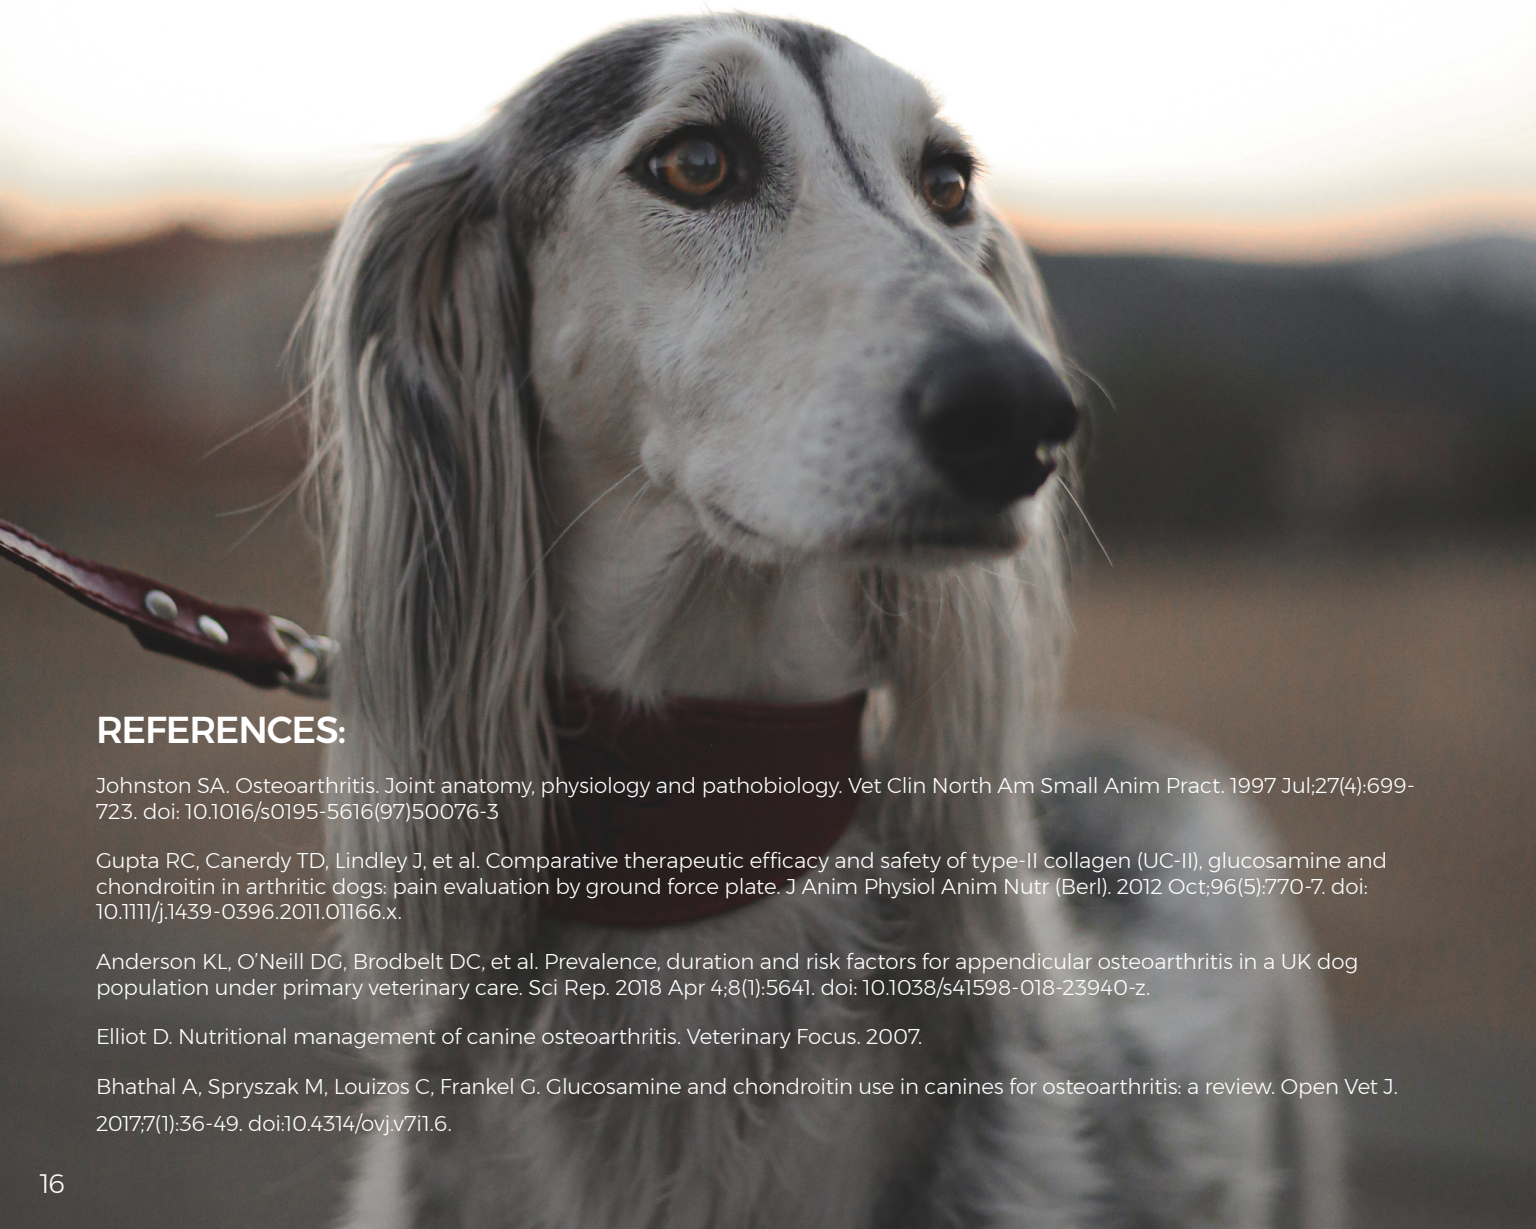 REFERENCES:
Johnston SA. Osteoarthritis. Joint anatomy, physiology and pathobiology. Vet Clin North Am Small Anim Pract. 1997 Jul;27(4):699-
723. doi: 10.1016/s0195-5616(97)50076-3
Gupta RC, Canerdy TD, Lindley J, et al. Comparative therapeutic efficacy and safety of type-II collagen (UC-II), glucosamine and
chondroitin in arthritic dogs: pain evaluation by ground force plate. J Anim Physiol Anim Nutr (Berl). 2012 Oct;96(5):770-7. doi:
10.1111/j.1439-0396.2011.01166.x.
Anderson KL, O’Neill DG, Brodbelt DC, et al. Prevalence, duration and risk factors for appendicular osteoarthritis in a UK dog
population under primary veterinary care. Sci Rep. 2018 Apr 4;8(1):5641. doi: 10.1038/s41598-018-23940-z.
Elliot D. Nutritional management of canine osteoarthritis. Veterinary Focus. 2007.
Bhathal A, Spryszak M, Louizos C, Frankel G. Glucosamine and chondroitin use in canines for osteoarthritis: a review. Open Vet J.
2017;7(1):36-49. doi:10.4314/ovj.v7i1.6.
16